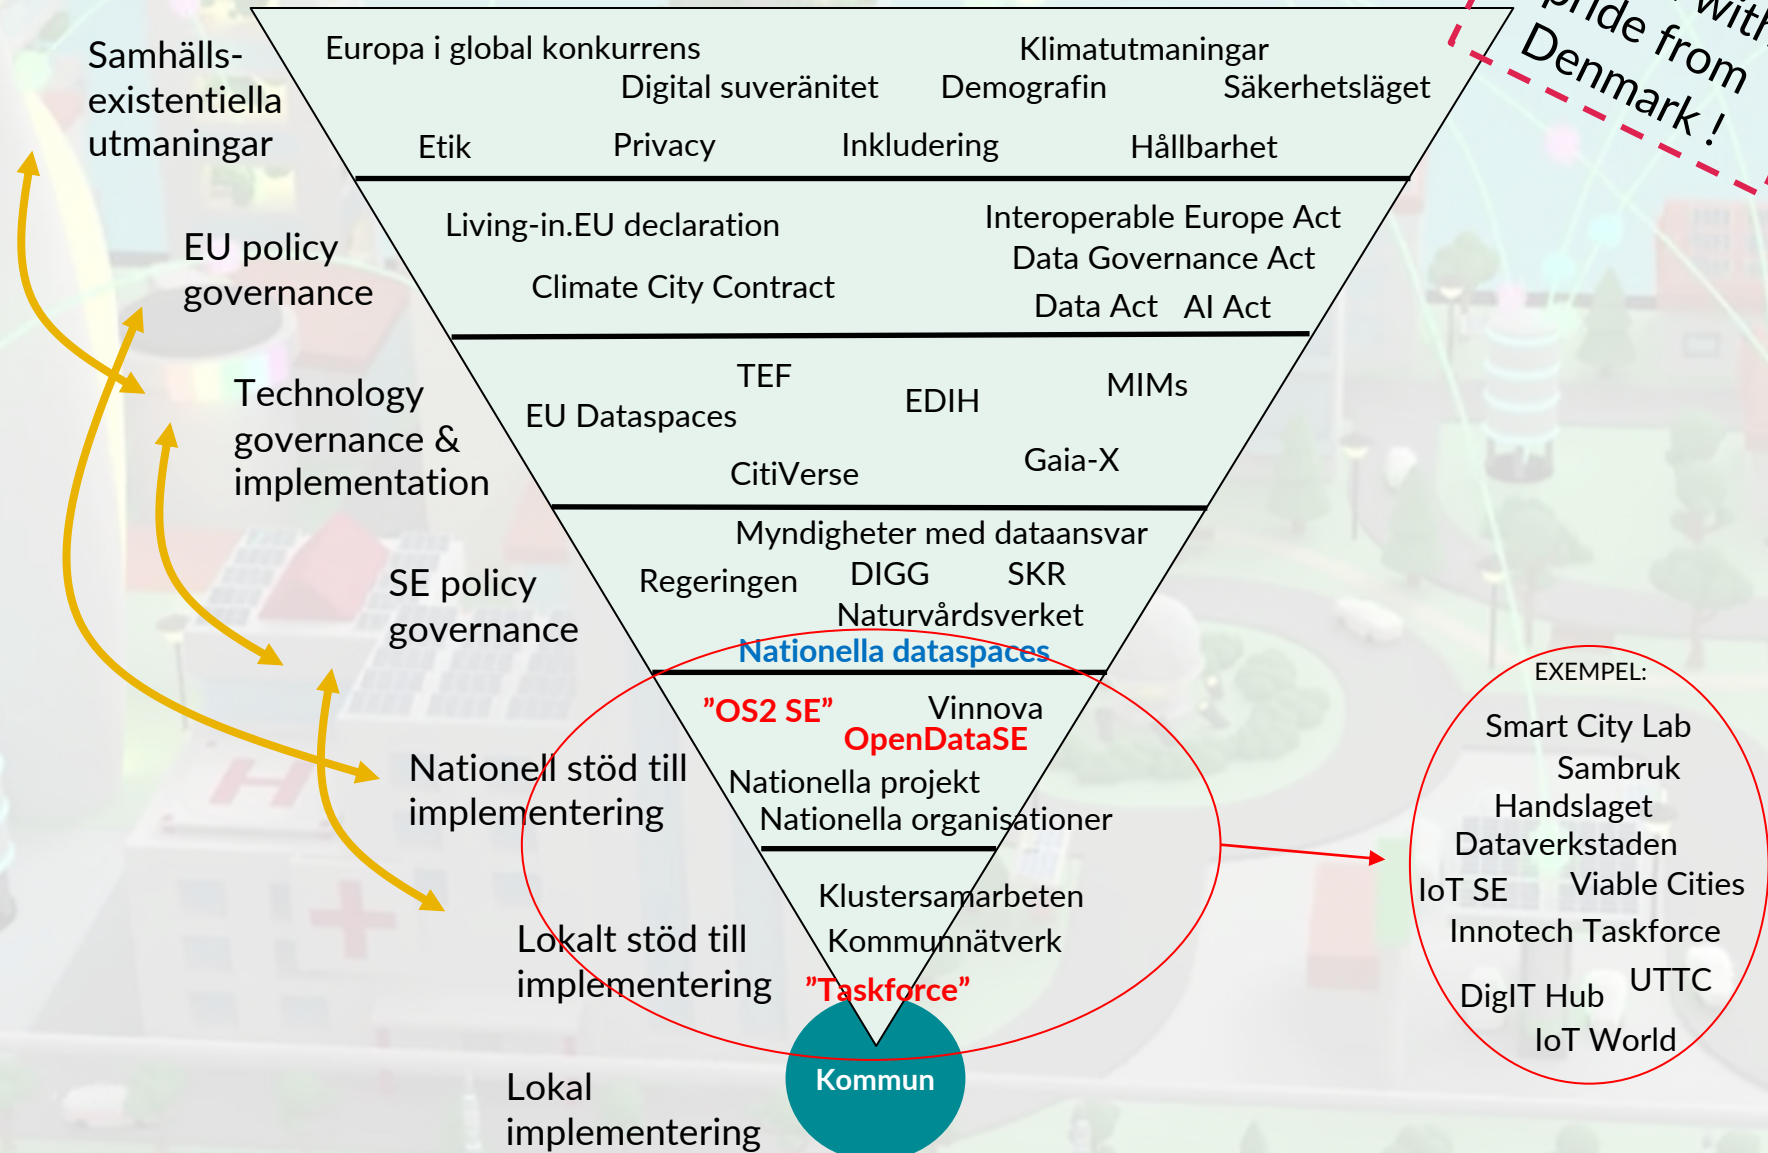 with
pride from
Denmark !
Samhälls-
existentiella
utmaningar
Europa i global konkurrens
Klimatutmaningar
Digital suveränitet
Demografin
Säkerhetsläget
Etik
Privacy
Inkludering
Hållbarhet
EU policy
governance
Living-in.EU declaration
Interoperable Europe Act
Data Governance Act
Climate City Contract
Data Act
AI Act
Technology
governance &
implementation
TEF
EDIH
MIMs
EU Dataspaces
CitiVerse
Gaia-X
SE policy
governance
Myndigheter med dataansvar
Regeringen
DIGG
SKR
Naturvårdsverket
Nationella dataspaces
Nationell stöd till
implementering
”OS2 SE”
Vinnova
OpenDataSE
Nationella projekt
Nationella organisationer
Lokalt stöd till
implementering
Klustersamarbeten
Kommunnätverk
”Taskforce”
Lokal
implementering
Kommun
EXEMPEL:
Smart City Lab
Sambruk
Handslaget
Dataverkstaden
IoT SE
Viable Cities
Innotech Taskforce
DigIT Hub
UTTC
IoT World
H